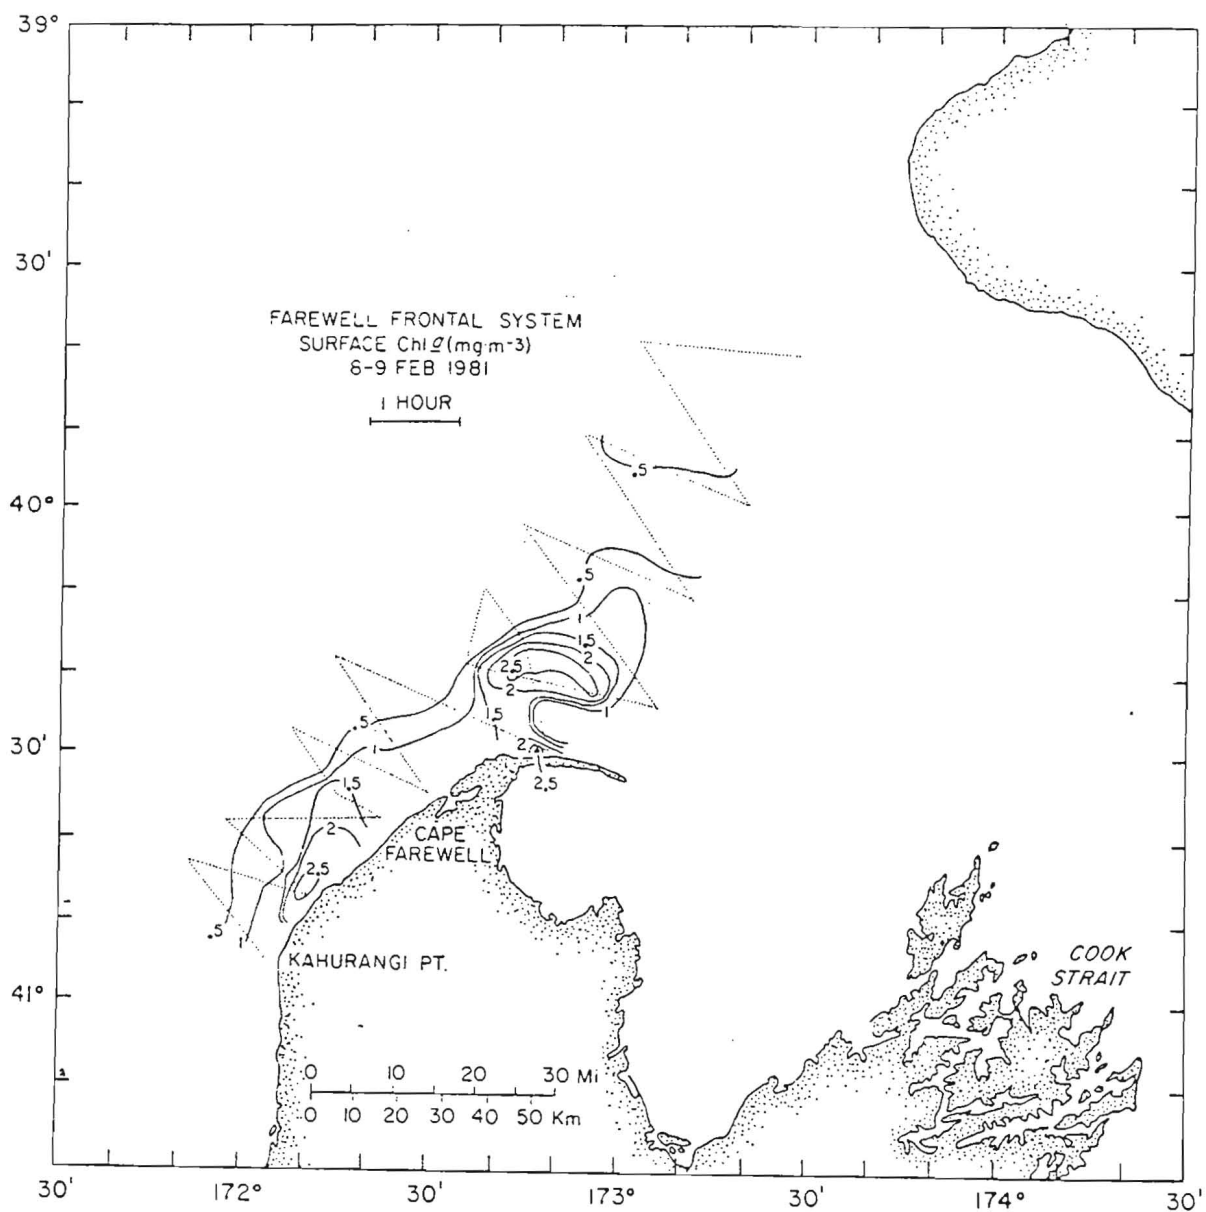 39°
30'
FAREWELL FRONTAL SYSTEM
SURFACE Chl a (mg·m-3)
8-9 FEB 1981
1 HOUR
.5
40°
.5
1
1.5
2
2.5
2
1.5
1
.5
30'
1
2
2.5
1.5
2
CAPE
FAREWELL
2.5
.5
1
KAHURANGI PT.
COOK
STRAIT
41°
0 10 20 30 Mi
0 10 20 30 40 50 Km
30' 172° 30' 173° 30' 174° 30'